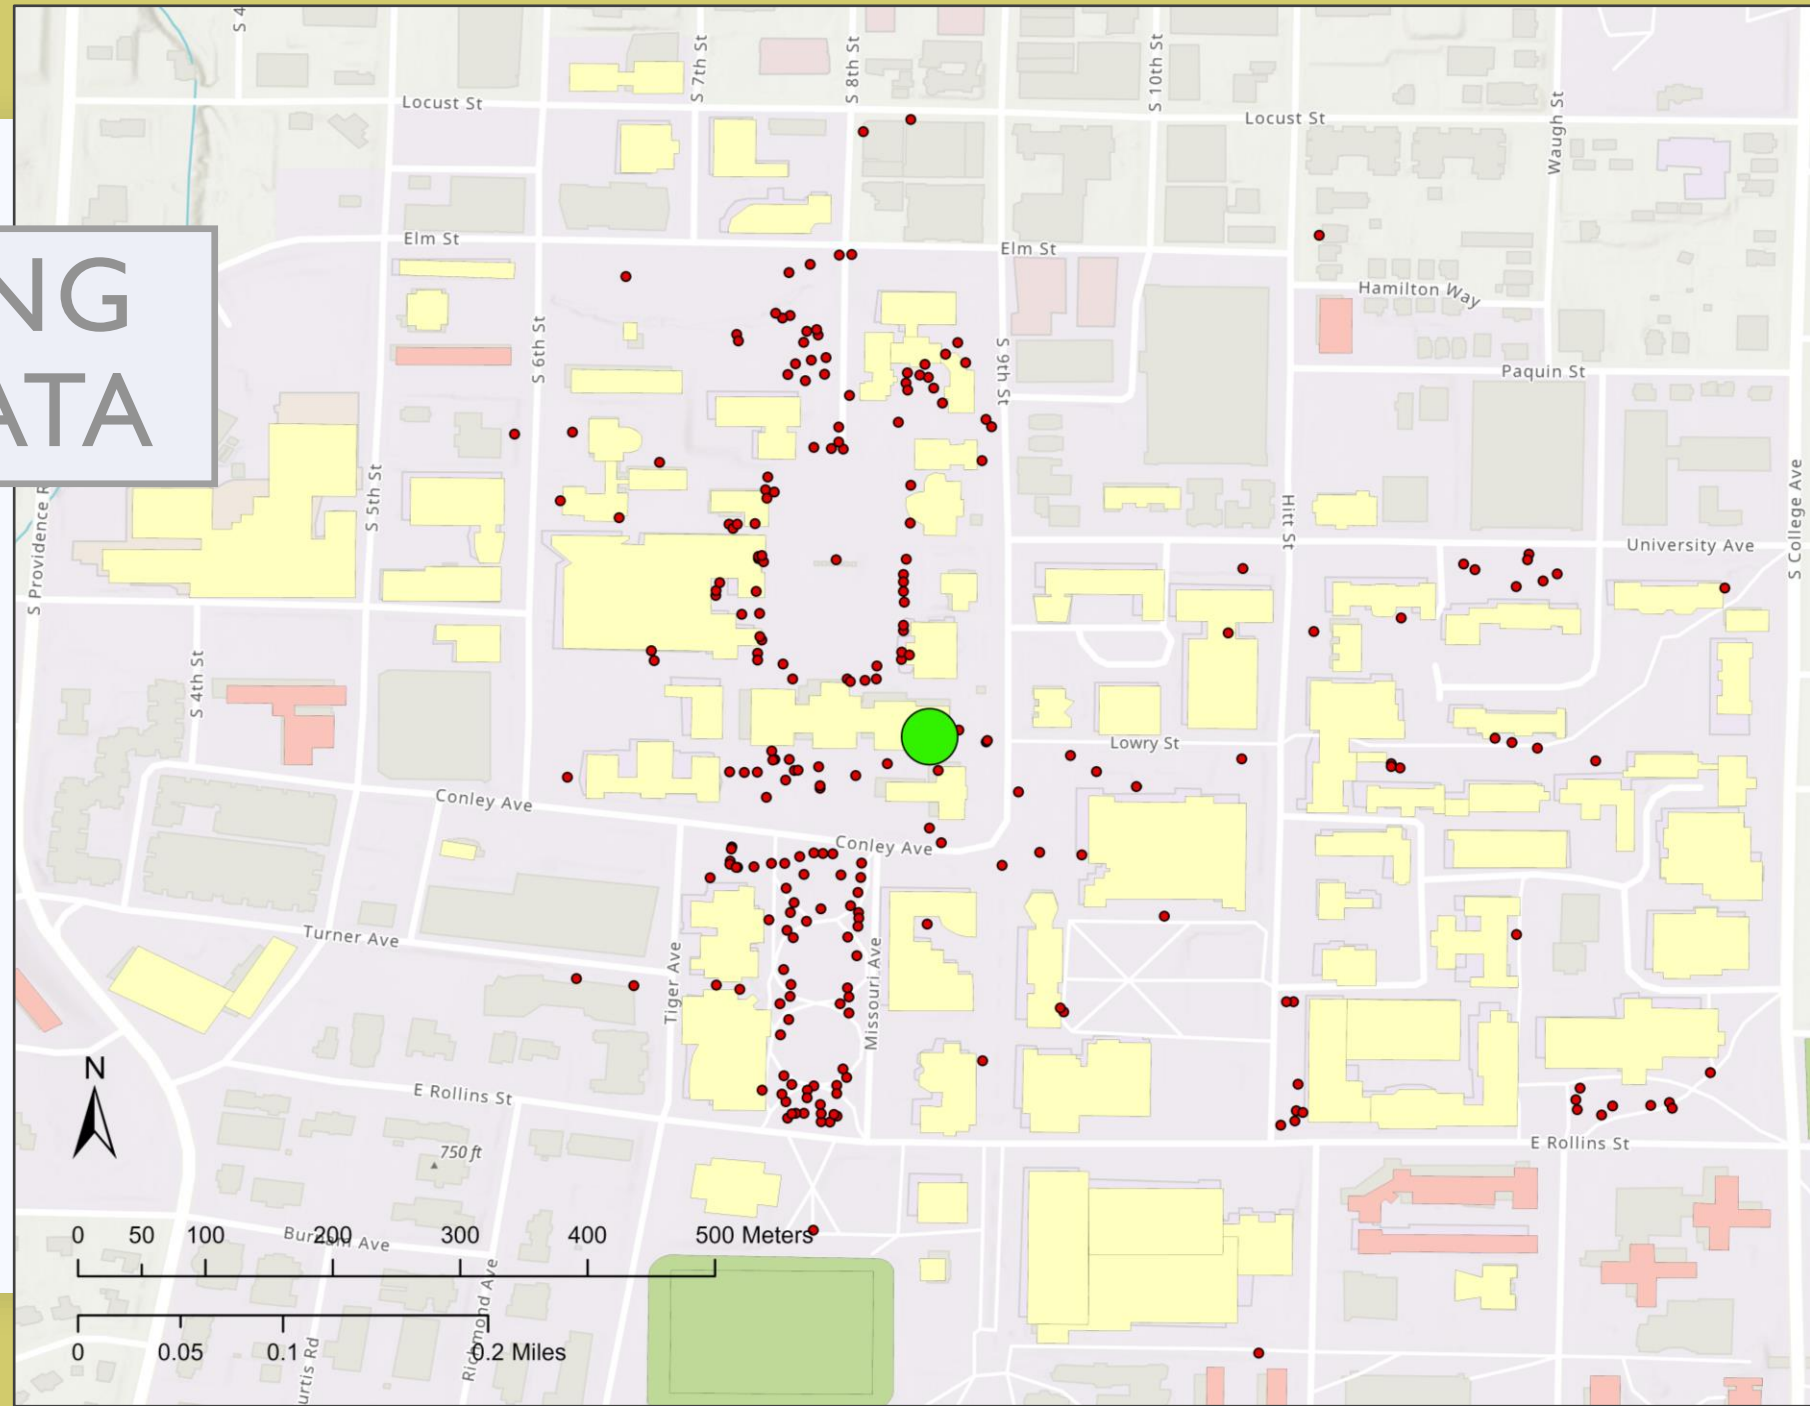 S 4
S 7th St
S 8th St
S 10th St
Locust St
Locust St
Waugh St
NG
ATA
Elm St
Elm St
Hamilton Way
S 6th St
S 9th St
Paquin St
S Providence R
S 5th St
Hitt St
S College Ave
University Ave
S 4th St
Lowry St
Conley Ave
Conley Ave
Turner Ave
Tiger Ave
Missouri Ave
N
E Rollins St
E Rollins St
750 ft
0 50 100 200 300 400 500 Meters
Burnam Ave
Richmond Ave
0 0.05 0.1 0.2 Miles
urtis Rd